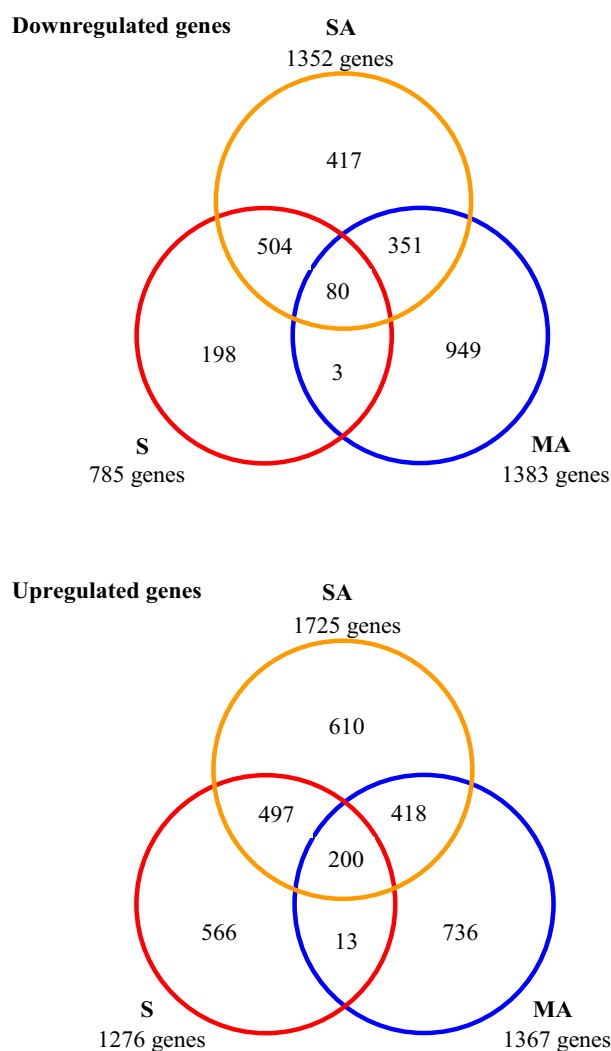 Downregulated genes
SA
1352 genes
417
504
351
80
198
3
949
S
785 genes
MA
1383 genes
Upregulated genes
SA
1725 genes
610
497
418
200
566
13
736
S
1276 genes
MA
1367 genes